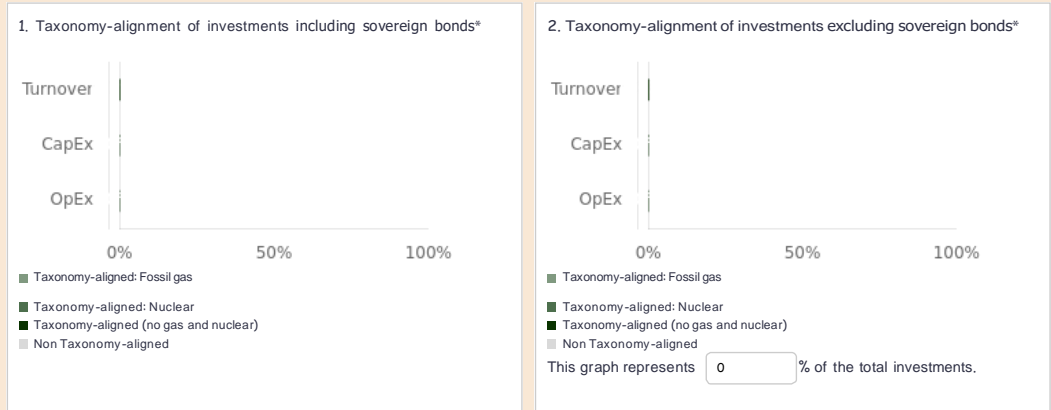 1. Taxonomy-alignment of investments including sovereign bonds*
Turnover
CapEx
OpEx
0% 50% 100%
Taxonomy-aligned: Fossil gas
Taxonomy-aligned: Nuclear
Taxonomy-aligned (no gas and nuclear)
Non Taxonomy-aligned
2. Taxonomy-alignment of investments excluding sovereign bonds*
Turnover
CapEx
OpEx
0% 50% 100%
Taxonomy-aligned: Fossil gas
Taxonomy-aligned: Nuclear
Taxonomy-aligned (no gas and nuclear)
Non Taxonomy-aligned
This graph represents 0 % of the total investments.